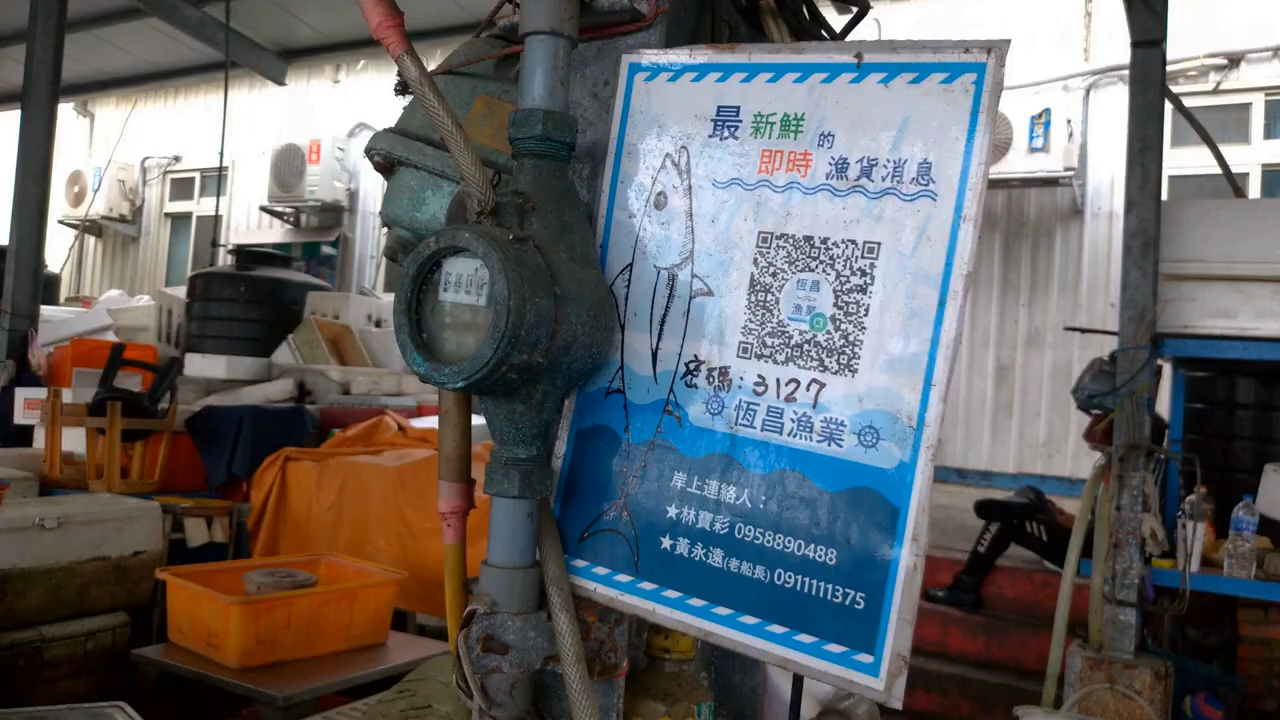 最新鮮的
即時漁貨消息
恆昌
漁業
密碼:3127
恆昌漁業
岸上連絡人：
★林寶彩 0958890488
★黃永遠(老船長) 0911111375